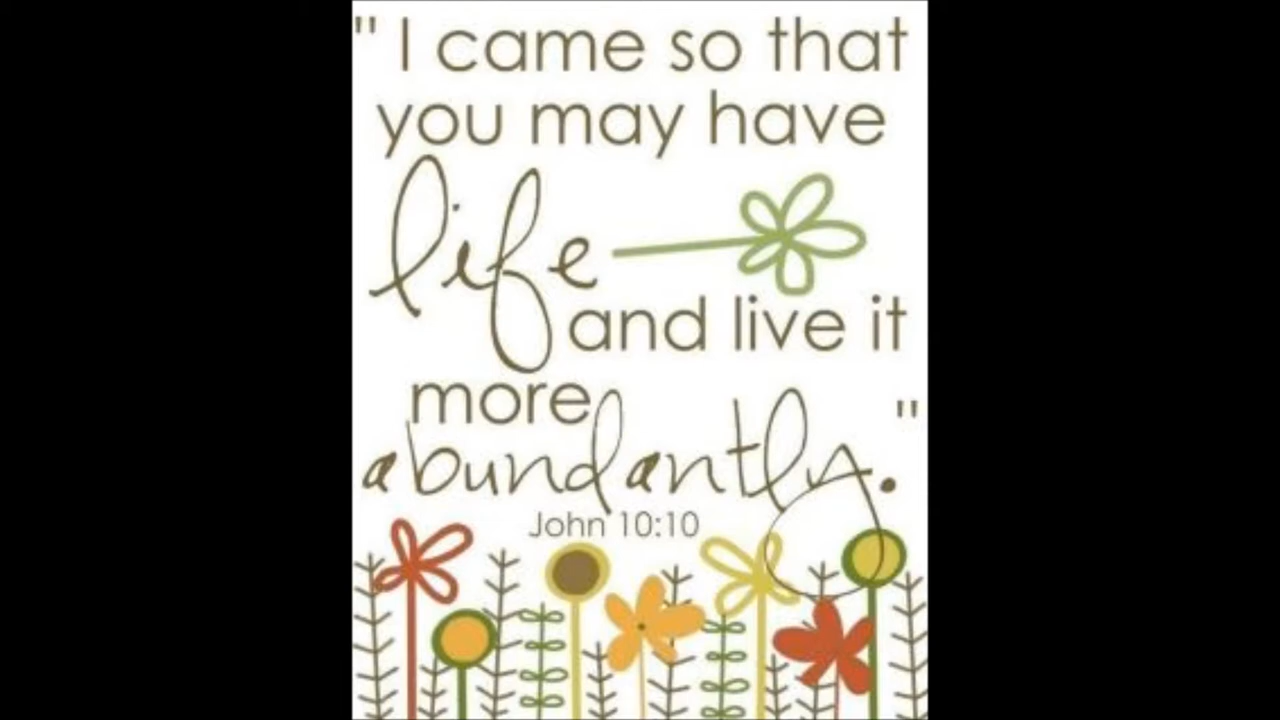 " I came so that
you may have
life
and live it
more
abundantly. "
John 10:10